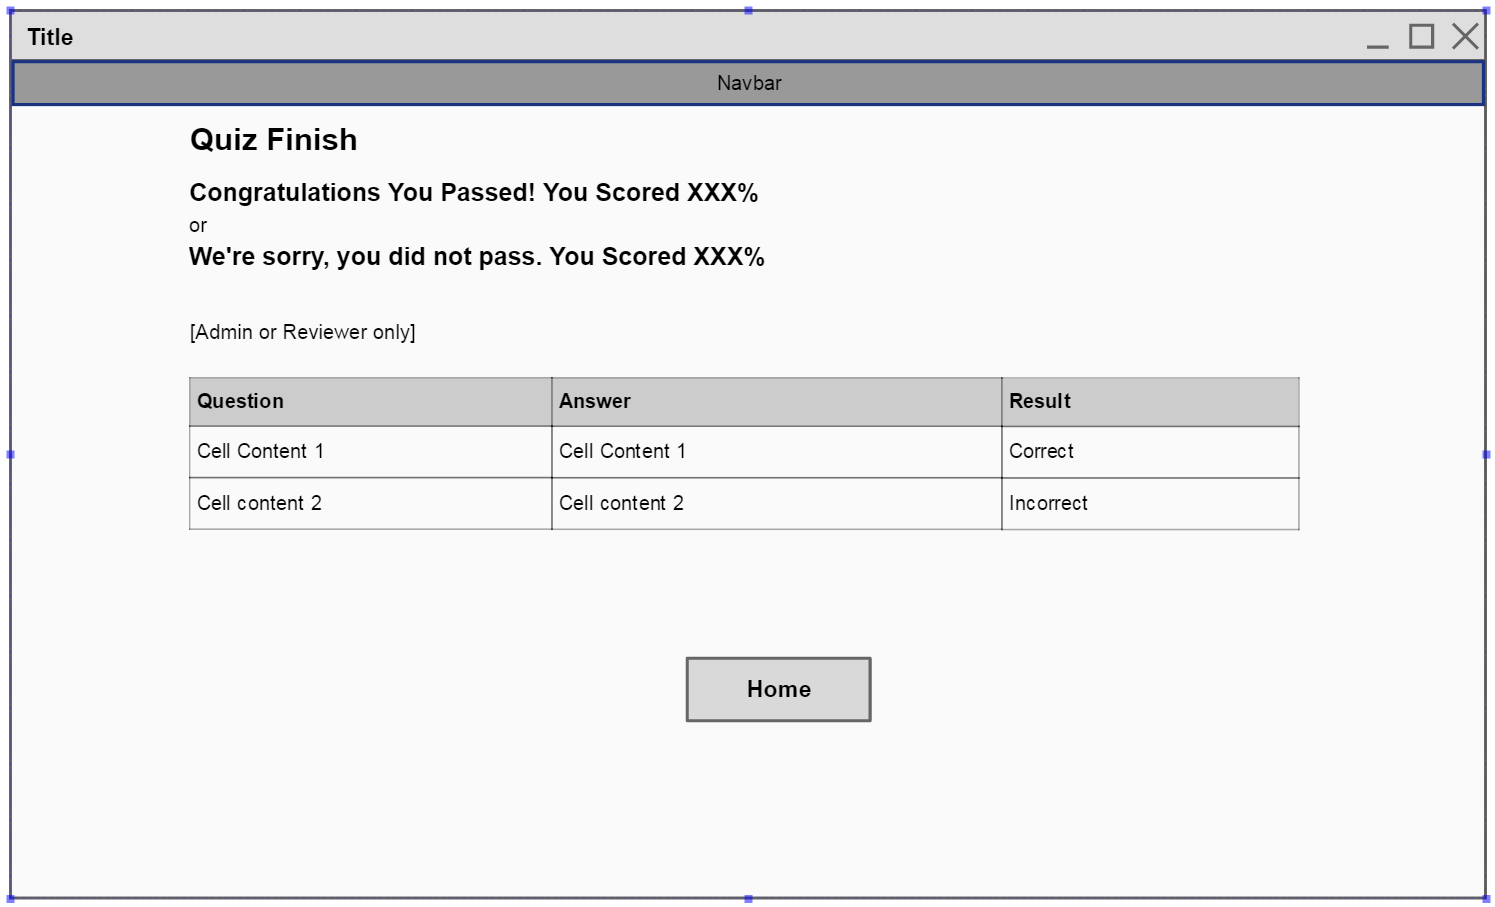 Title
Navbar
Quiz Finish
Congratulations You Passed! You Scored XXX%
or
We're sorry, you did not pass. You Scored XXX%
[Admin or Reviewer only]
Question Answer Result
Cell Content 1 Cell Content 1 Correct
Cell content 2 Cell content 2 Incorrect
Home